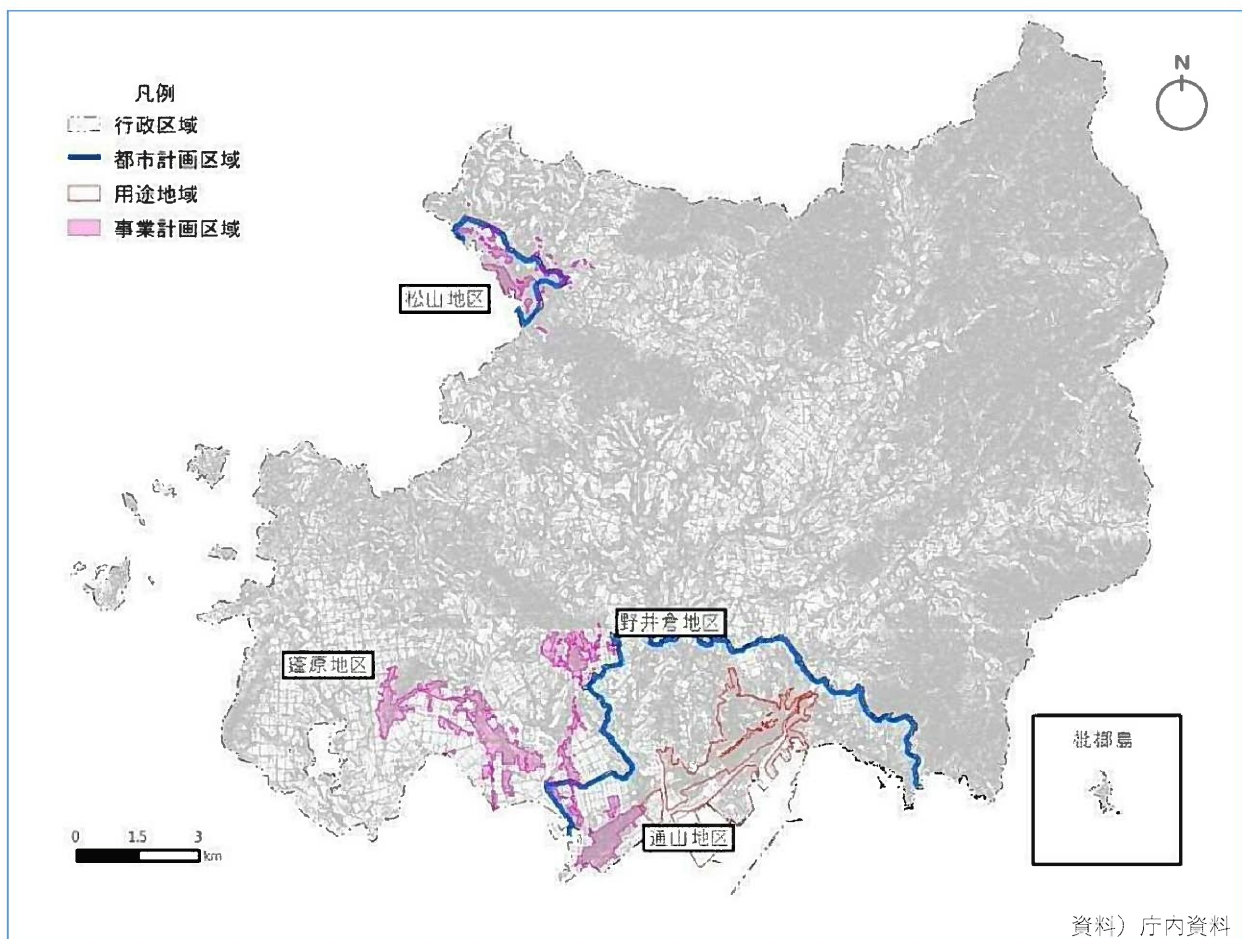 凡例
行政区域
都市計画区域
用途地域
事業計画区域
N
松山地区
野井倉地区
蓬原地区
通山地区
枇榔島
0 1.5 3
km
資料）庁内資料